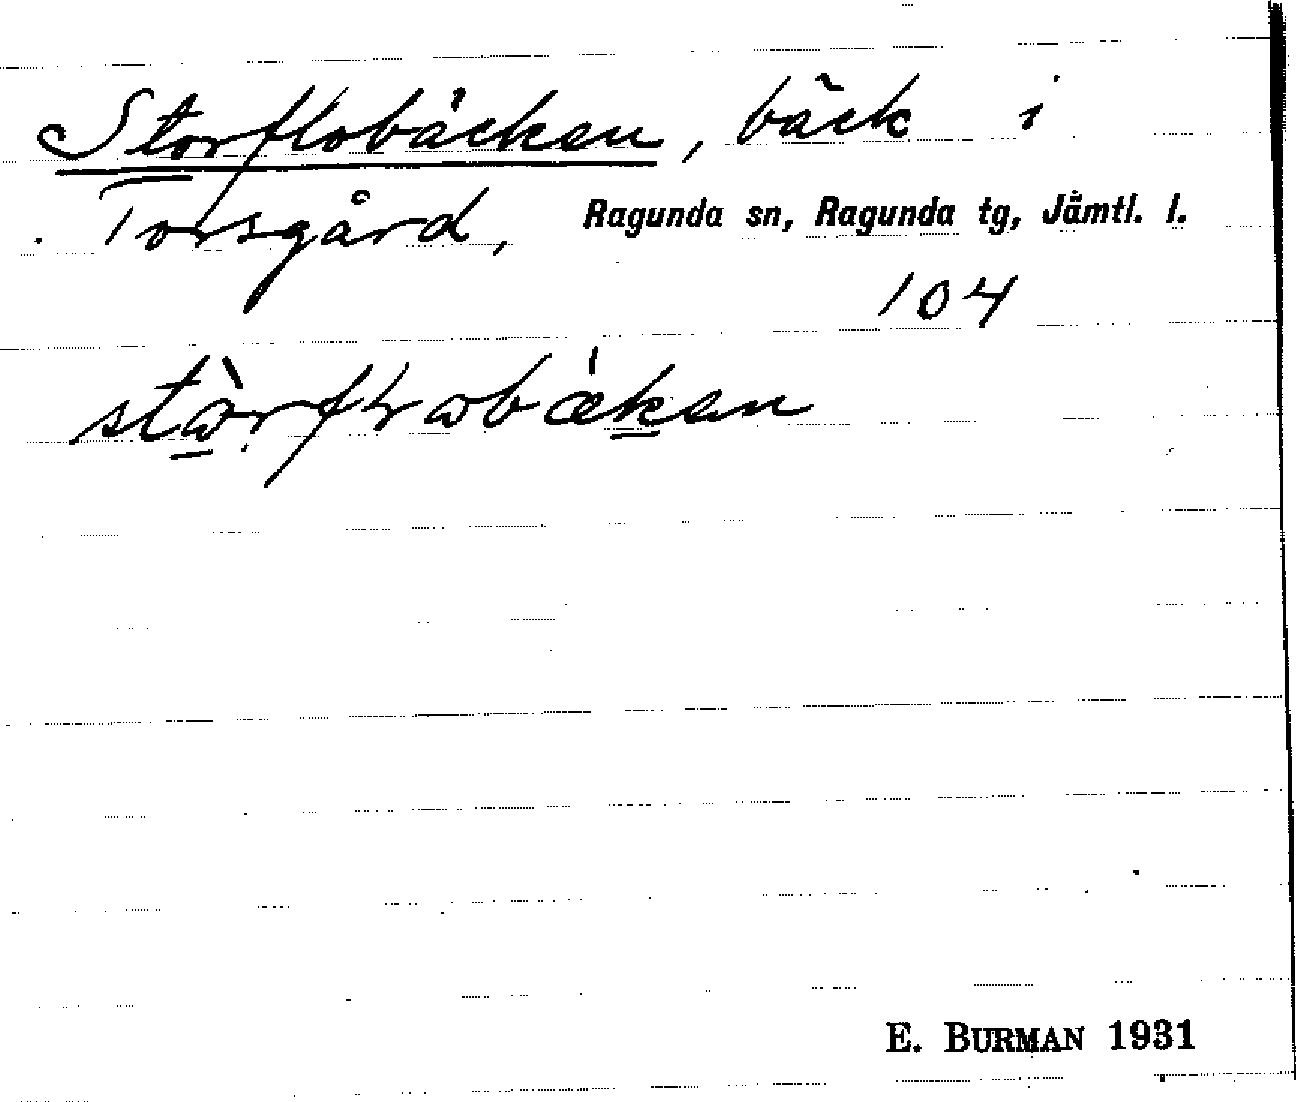 Storflobäcken, bäck i
Torsgård, Ragunda sn, Ragunda tg, Jämtl. l.
104
E. BURMAN 1931